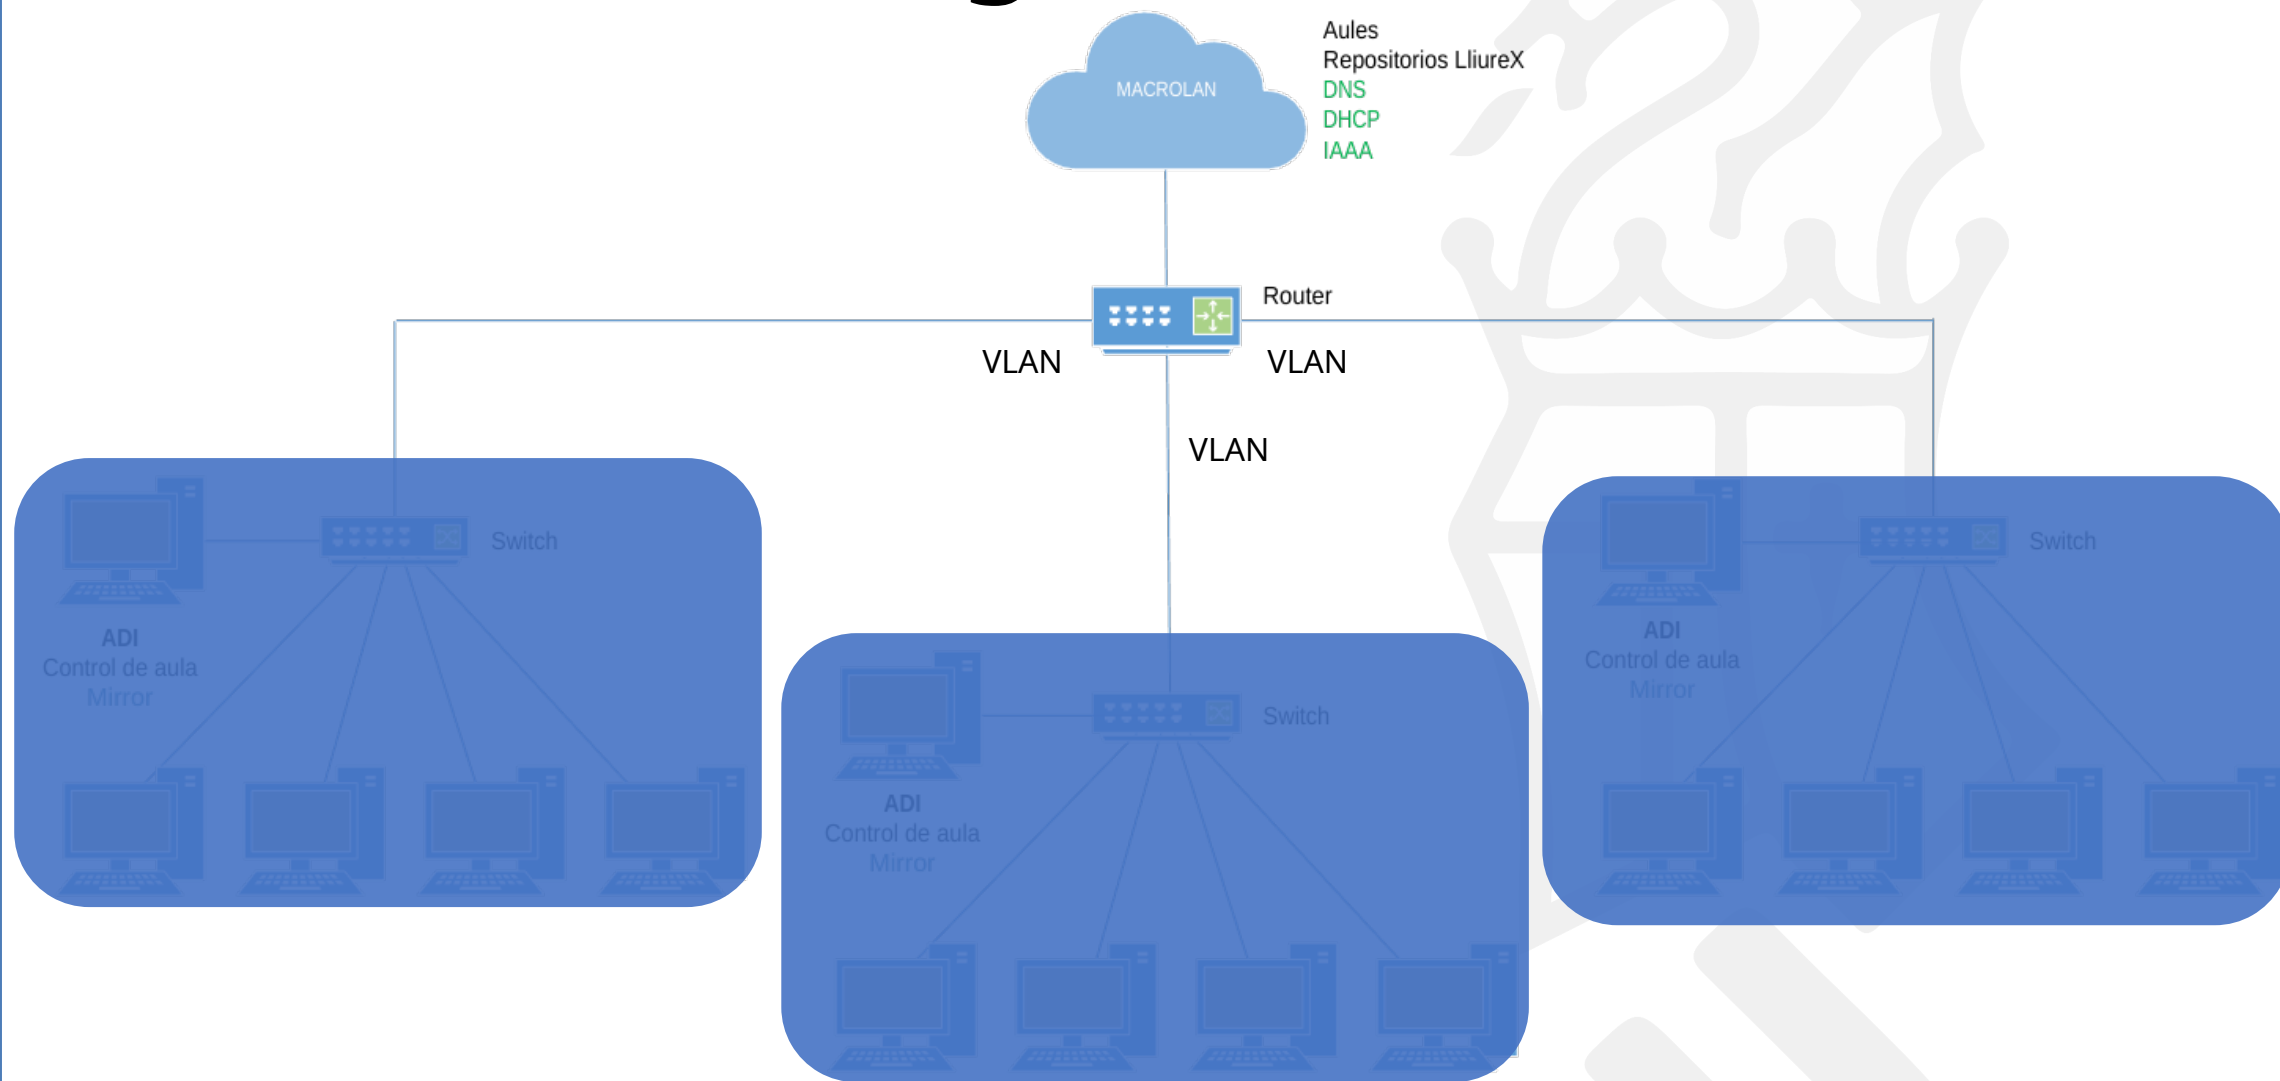 Aules
Repositorios LliureX
MACROLAN
DNS
DHCP
IAAA
Router
VLAN
VLAN
VLAN
Switch
ADI
Control de aula
Mirror
Switch
ADI
Control de aula
Mirror
Switch
ADI
Control de aula
Mirror